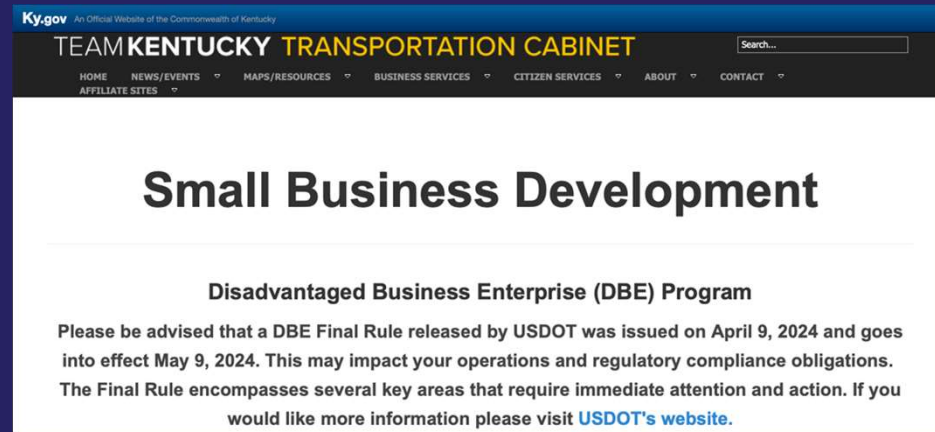 Ky.gov An Official Website of the Commonwealth of Kentucky
TEAM KENTUCKY TRANSPORTATION CABINET
Search...
HOME NEWS/EVENTS MAPS/RESOURCES BUSINESS SERVICES CITIZEN SERVICES ABOUT CONTACT
AFFILIATE SITES
Small Business Development
Disadvantaged Business Enterprise (DBE) Program
Please be advised that a DBE Final Rule released by USDOT was issued on April 9, 2024 and goes
into effect May 9, 2024. This may impact your operations and regulatory compliance obligations.
The Final Rule encompasses several key areas that require immediate attention and action. If you
would like more information please visit USDOT's website.